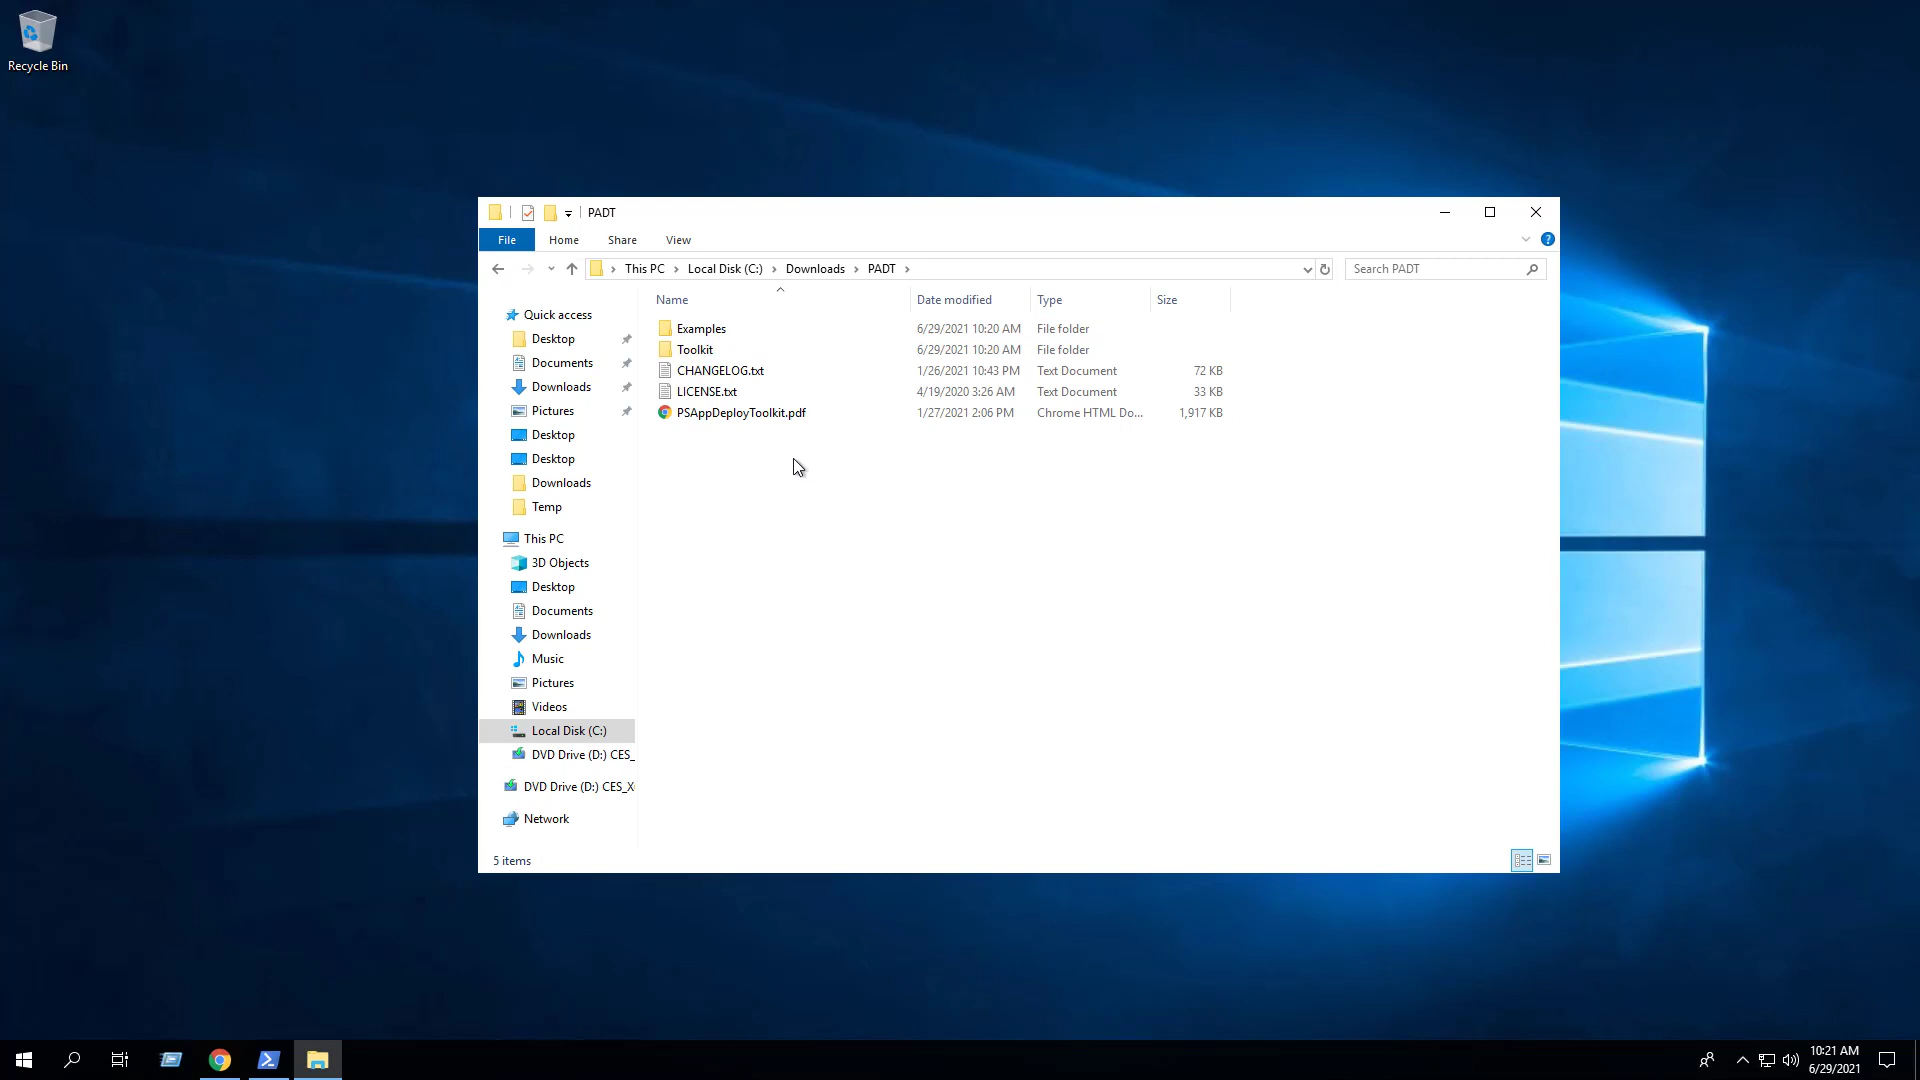 Recycle Bin
PADT
File Home Share View
This PC Local Disk (C:) Downloads PADT
Search PADT
Name Date modified Type Size
Examples 6/29/2021 10:20 AM File folder
Toolkit 6/29/2021 10:20 AM File folder
CHANGELOG.txt 1/26/2021 10:43 PM Text Document 72 KB
LICENSE.txt 4/19/2020 3:26 AM Text Document 33 KB
PSAppDeployToolkit.pdf 1/27/2021 2:06 PM Chrome HTML Do... 1,917 KB
Quick access
Desktop
Documents
Downloads
Pictures
Desktop
Desktop
Downloads
Temp
This PC
3D Objects
Desktop
Documents
Downloads
Music
Pictures
Videos
Local Disk (C:)
DVD Drive (D:) CES_
DVD Drive (D:) CES_X
Network
5 items
10:21 AM
6/29/2021